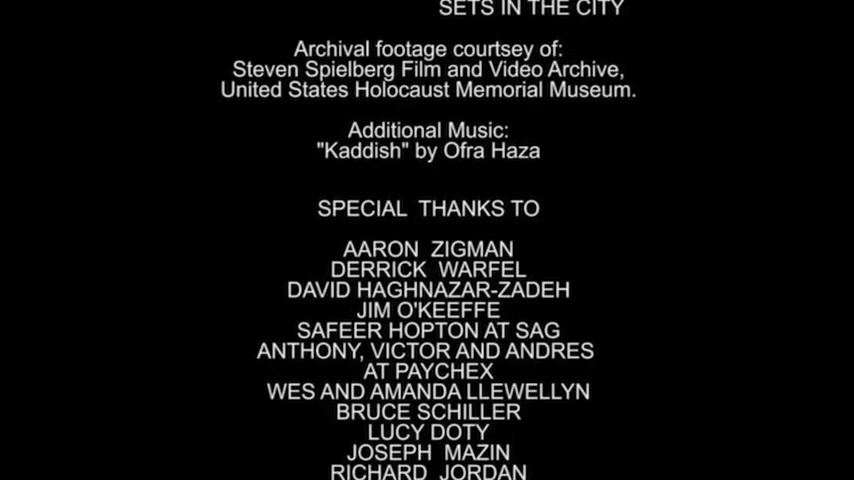 SETS IN THE CITY
Archival footage courtsey of:
Steven Spielberg Film and Video Archive,
United States Holocaust Memorial Museum.
Additional Music:
"Kaddish" by Ofra Haza
SPECIAL THANKS TO
AARON ZIGMAN
DERRICK WARFEL
DAVID HAGHNAZAR-ZADEH
JIM O'KEEFFE
SAFEER HOPTON AT SAG
ANTHONY, VICTOR AND ANDRES
AT PAYCHEX
WES AND AMANDA LLEWELLYN
BRUCE SCHILLER
LUCY DOTY
JOSEPH MAZIN
RICHARD JORDAN